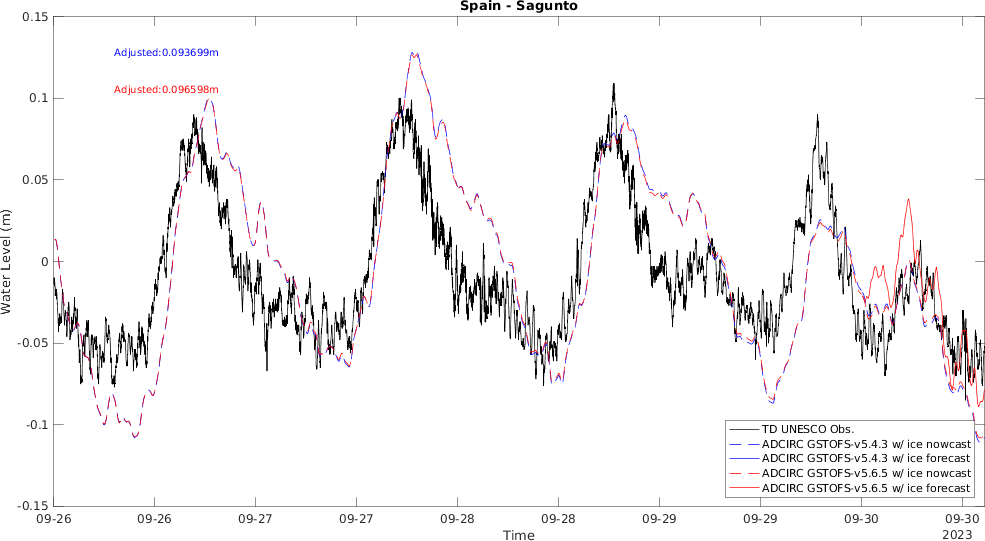 Spain - Sagunto
0.15
0.1
0.05
0
-0.05
-0.1
-0.15
Water Level (m)
Adjusted:0.093699m
Adjusted:0.096598m
TD UNESCO Obs.
ADCIRC GSTOFS-v5.4.3 w/ ice nowcast
ADCIRC GSTOFS-v5.4.3 w/ ice forecast
ADCIRC GSTOFS-v5.6.5 w/ ice nowcast
ADCIRC GSTOFS-v5.6.5 w/ ice forecast
09-26 09-26 09-27 09-27 09-28 09-28 09-29 09-29 09-30 09-30
Time
2023